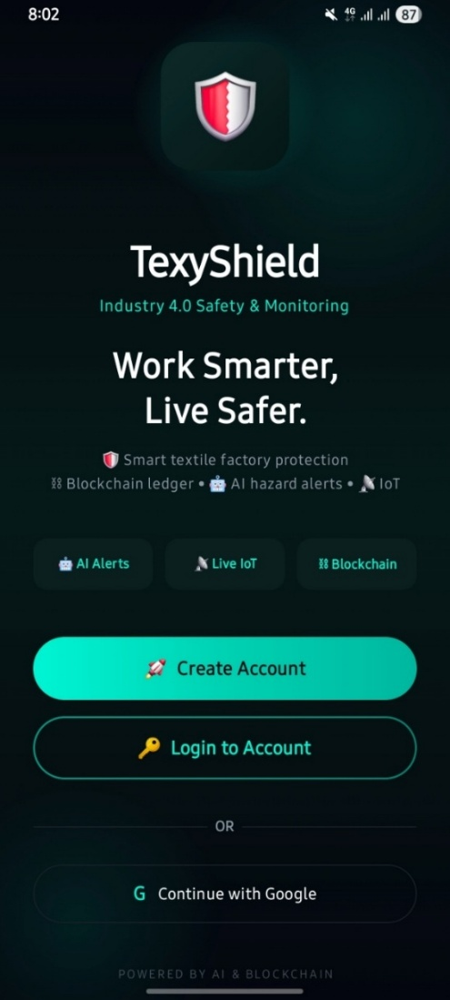 8:02
4G 87
TexyShield
Industry 4.0 Safety & Monitoring
Work Smarter,
Live Safer.
🛡️ Smart textile factory protection
⛓ Blockchain ledger • 🤖 AI hazard alerts • 📡 IoT
🤖 AI Alerts
📡 Live IoT
⛓ Blockchain
🚀 Create Account
🔑 Login to Account
OR
G Continue with Google
POWERED BY AI & BLOCKCHAIN